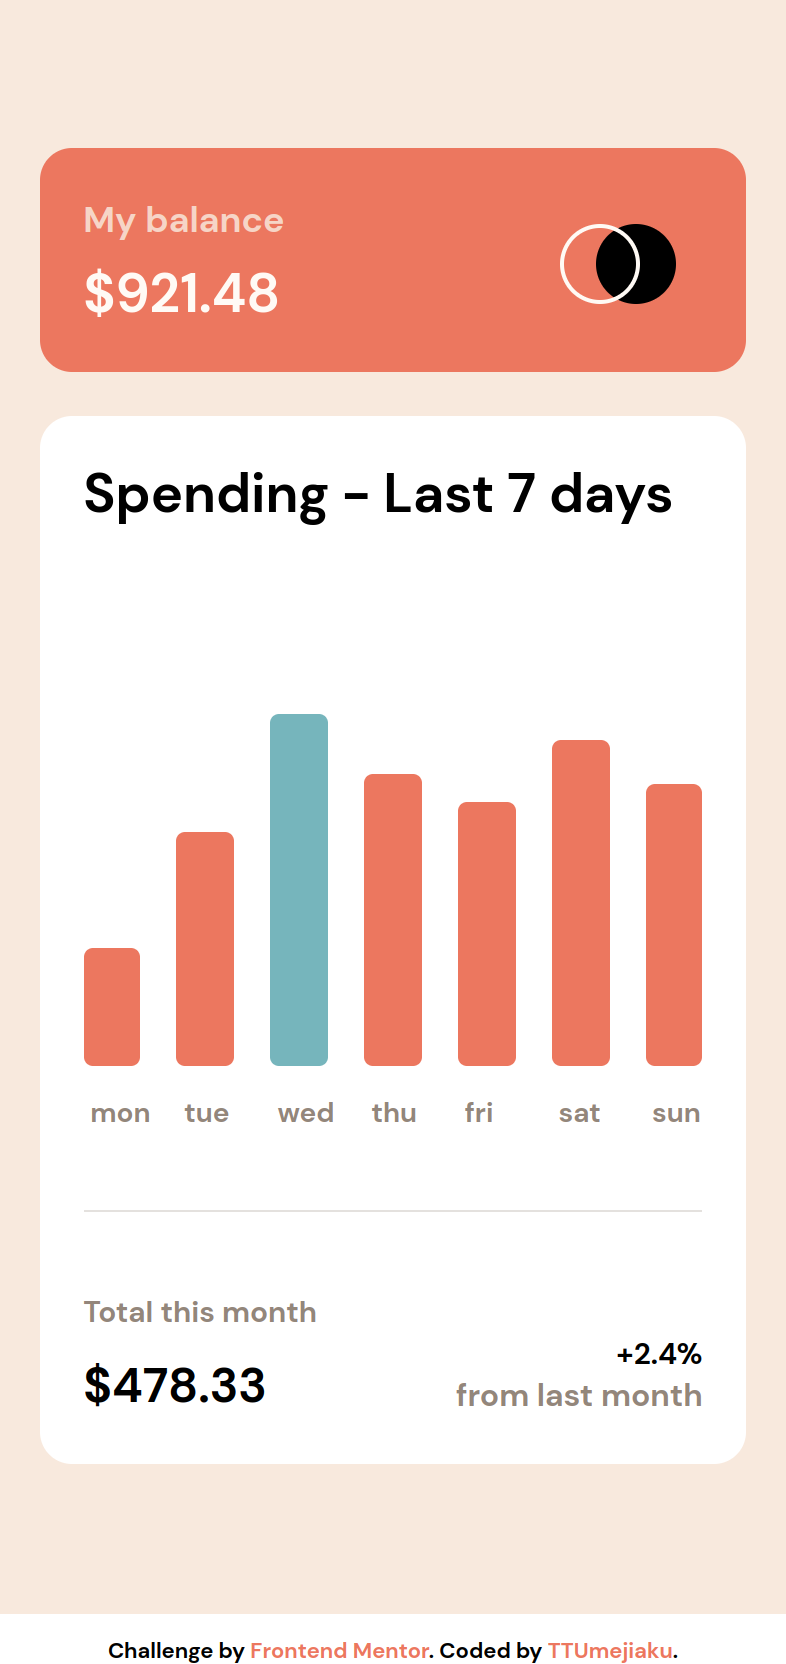 My balance
$921.48
Spending - Last 7 days
mon tue wed thu fri sat sun
Total this month
$478.33
+2.4%
from last month
Challenge by Frontend Mentor. Coded by TTUmejiaku.